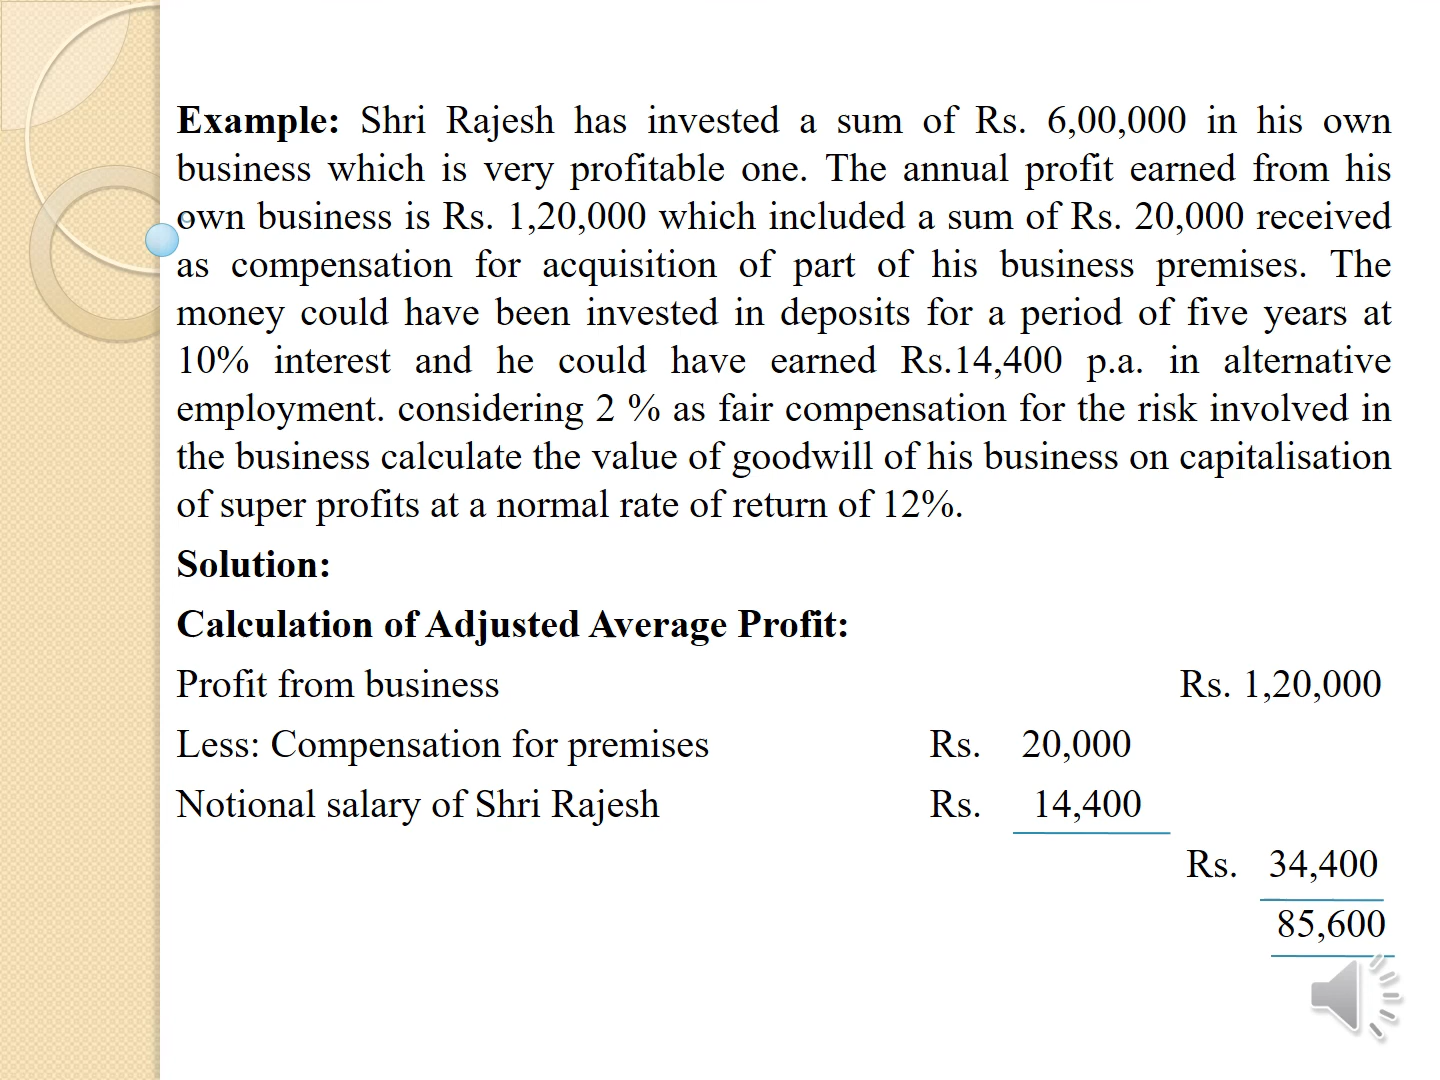 Example: Shri Rajesh has invested a sum of Rs. 6,00,000 in his own
business which is very profitable one. The annual profit earned from his
own business is Rs. 1,20,000 which included a sum of Rs. 20,000 received
as compensation for acquisition of part of his business premises. The
money could have been invested in deposits for a period of five years at
10% interest and he could have earned Rs.14,400 p.a. in alternative
employment. considering 2 % as fair compensation for the risk involved in
the business calculate the value of goodwill of his business on capitalisation
of super profits at a normal rate of return of 12%.
Solution:
Calculation of Adjusted Average Profit:
Profit from business Rs. 1,20,000
Less: Compensation for premises Rs. 20,000
Notional salary of Shri Rajesh Rs. 14,400
Rs. 34,400
85,600